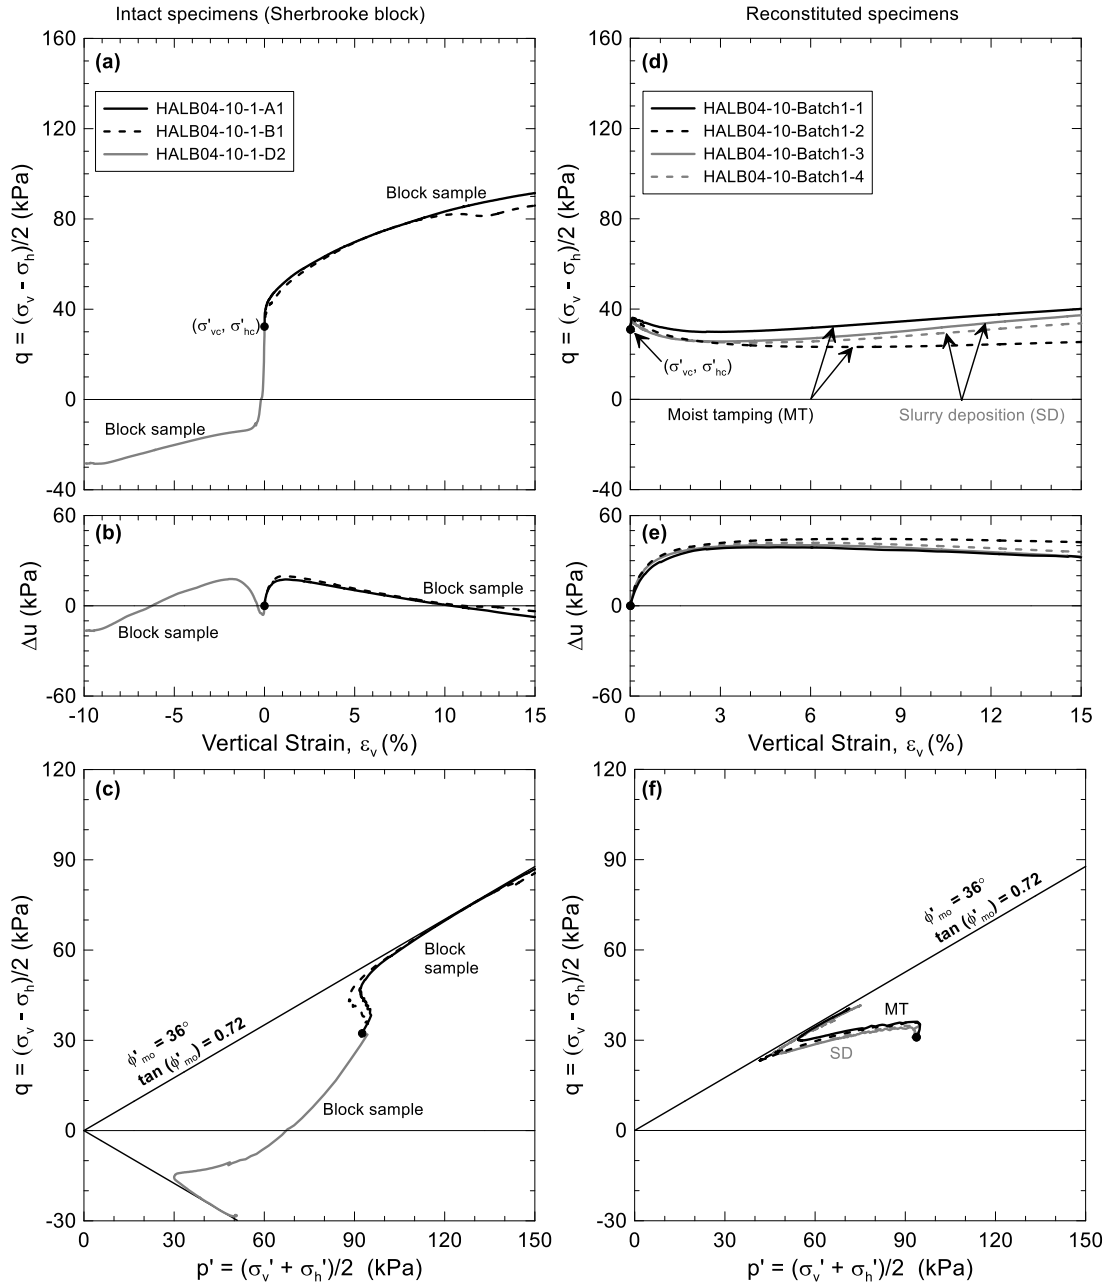 Intact specimens (Sherbrooke block)
Reconstituted specimens
(a)
160
120
80
40
0
-40
q = (σv - σh)/2 (kPa)
HALB04-10-1-A1
HALB04-10-1-B1
HALB04-10-1-D2
Block sample
(σ'vc, σ'hc)
Block sample
(d)
160
120
80
40
0
-40
q = (σv - σh)/2 (kPa)
HALB04-10-Batch1-1
HALB04-10-Batch1-2
HALB04-10-Batch1-3
HALB04-10-Batch1-4
(σ'vc, σ'hc)
Moist tamping (MT)
Slurry deposition (SD)
(b)
60
0
-60
Δu (kPa)
Block sample
Block sample
-10 -5 0 5 10 15
Vertical Strain, εv (%)
(e)
60
0
-60
Δu (kPa)
0 3 6 9 12 15
Vertical Strain, εv (%)
(c)
120
90
60
30
0
-30
q = (σv - σh)/2 (kPa)
ϕ'mo = 36°
tan (ϕ'mo) = 0.72
Block
sample
Block sample
0 30 60 90 120 150
p' = (σv' + σh')/2 (kPa)
(f)
120
90
60
30
0
-30
q = (σv - σh)/2 (kPa)
ϕ'mo = 36°
tan (ϕ'mo) = 0.72
MT
SD
0 30 60 90 120 150
p' = (σv' + σh')/2 (kPa)